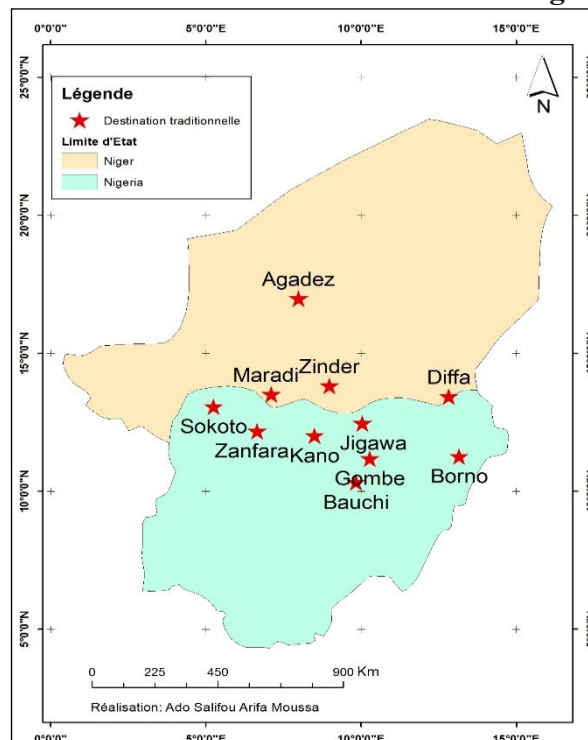 0°0'0" 5°0'0"E 10°0'0"E 15°0'0"E
N
Légende
Destination traditionnelle
Limite d'Etat
Niger
Nigeria
25°0'0"N
20°0'0"N
15°0'0"N
10°0'0"N
5°0'0"N
Agadez
Maradi Zinder Diffa
Sokoto
Zanfara Kano Jigawa
Gombe Borno
Bauchi
0 225 450 900 Km
Réalisation: Ado Salifou Arifa Moussa
0°0'0" 5°0'0"E 10°0'0"E 15°0'0"E